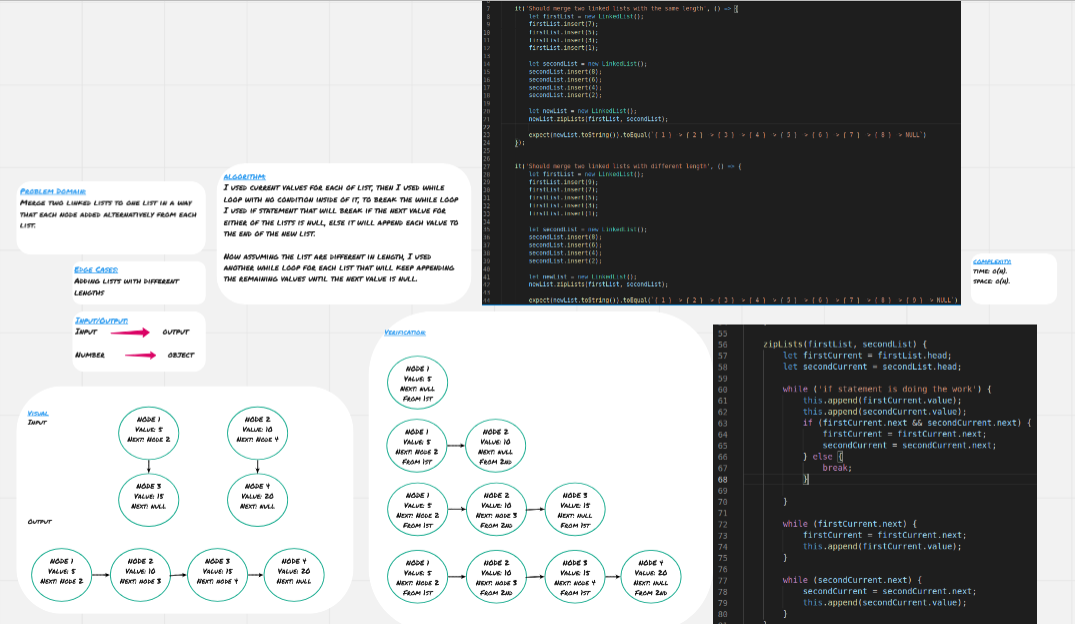 7 it('Should merge two linked lists with the same length', () => {
8 let firstList = new LinkedList();
9 firstList.insert(7);
10 firstList.insert(5);
11 firstList.insert(3);
12 firstList.insert(1);
13
14 let secondList = new LinkedList();
15 secondList.insert(8);
16 secondList.insert(6);
17 secondList.insert(4);
18 secondList.insert(2);
19
20 let newList = new LinkedList();
21 newList.zipLists(firstList, secondList);
22
23 expect(newList.toString()).toEqual('{ 1 } -> { 2 } -> { 3 } -> { 4 } -> { 5 } -> { 6 } -> { 7 } -> { 8 } -> NULL')
24 });
25
26
27 it('Should merge two linked lists with different length', () => {
28 let firstList = new LinkedList();
29 firstList.insert(9);
30 firstList.insert(7);
31 firstList.insert(5);
32 firstList.insert(3);
33 firstList.insert(1);
34
35 let secondList = new LinkedList();
36 secondList.insert(8);
37 secondList.insert(6);
38 secondList.insert(4);
39 secondList.insert(2);
40
41 let newList = new LinkedList();
42 newList.zipLists(firstList, secondList);
43
44 expect(newList.toString()).toEqual('{ 1 } -> { 2 } -> { 3 } -> { 4 } -> { 5 } -> { 6 } -> { 7 } -> { 8 } -> { 9 } -> NULL')
Problem Domain:
Merge two linked lists to one list in a way
that each node added alternatively from each
list.
Algorithm:
I used current values for each of list, then I used while
loop with no condition inside of it, to break the while loop
I used if statement that will break if the next value for
either of the lists is null, else it will append each value to
the end of the new list.
Now assuming the list are different in length, I used
another while loop for each list that will keep appending
the remaining values until the next value is null.
Edge Cases:
Adding lists with different
lengths
Input/Output:
Input Output
Number Object
Complexity:
Time: O(n).
Space: O(n).
Visual
Input
Node 1
Value: 5
Next: Node 2
Node 2
Value: 10
Next: Node 4
Node 3
Value: 15
Next: null
Node 4
Value: 20
Next: null
Output
Node 1
Value: 5
Next: Node 2
Node 2
Value: 10
Next: Node 3
Node 3
Value: 15
Next: Node 4
Node 4
Value: 20
Next: null
Verification:
Node 1
Value: 5
Next: null
From 1st
Node 1
Value: 5
Next: Node 2
From 1st
Node 2
Value: 10
Next: null
From 2nd
Node 1
Value: 5
Next: Node 2
From 1st
Node 2
Value: 10
Next: Node 3
From 2nd
Node 3
Value: 15
Next: null
From 1st
Node 1
Value: 5
Next: Node 2
From 1st
Node 2
Value: 10
Next: Node 3
From 2nd
Node 3
Value: 15
Next: Node 4
From 1st
Node 4
Value: 20
Next: null
From 2nd
55
56 zipLists(firstList, secondList) {
57 let firstCurrent = firstList.head;
58 let secondCurrent = secondList.head;
59
60 while ('if statement is doing the work') {
61 this.append(firstCurrent.value);
62 this.append(secondCurrent.value);
63 if (firstCurrent.next && secondCurrent.next) {
64 firstCurrent = firstCurrent.next;
65 secondCurrent = secondCurrent.next;
66 } else {
67 break;
68 }
69
70 }
71
72 while (firstCurrent.next) {
73 firstCurrent = firstCurrent.next;
74 this.append(firstCurrent.value);
75 }
76
77 while (secondCurrent.next) {
78 secondCurrent = secondCurrent.next;
79 this.append(secondCurrent.value);
80 }